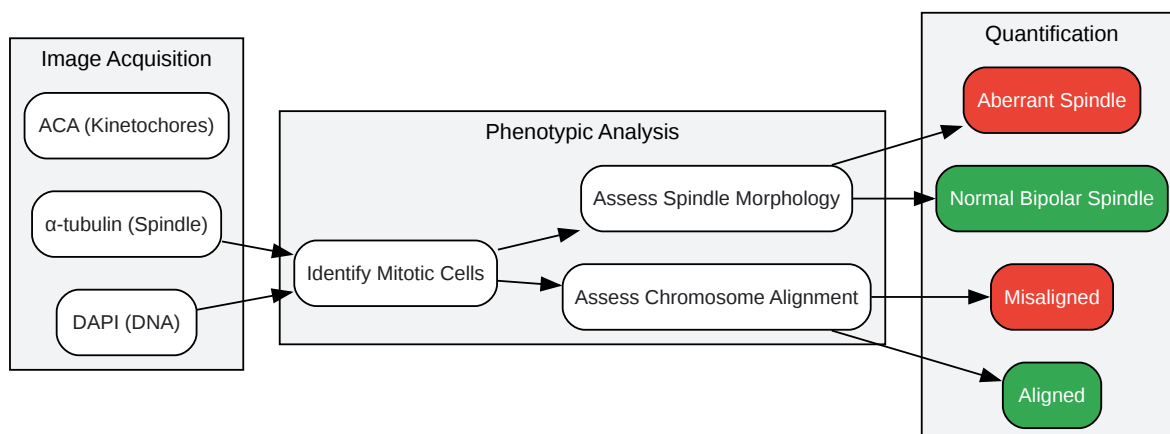 Image Acquisition
ACA (Kinetochores)
α-tubulin (Spindle)
DAPI (DNA)
Phenotypic Analysis
Identify Mitotic Cells
Assess Spindle Morphology
Assess Chromosome Alignment
Quantification
Aberrant Spindle
Normal Bipolar Spindle
Misaligned
Aligned